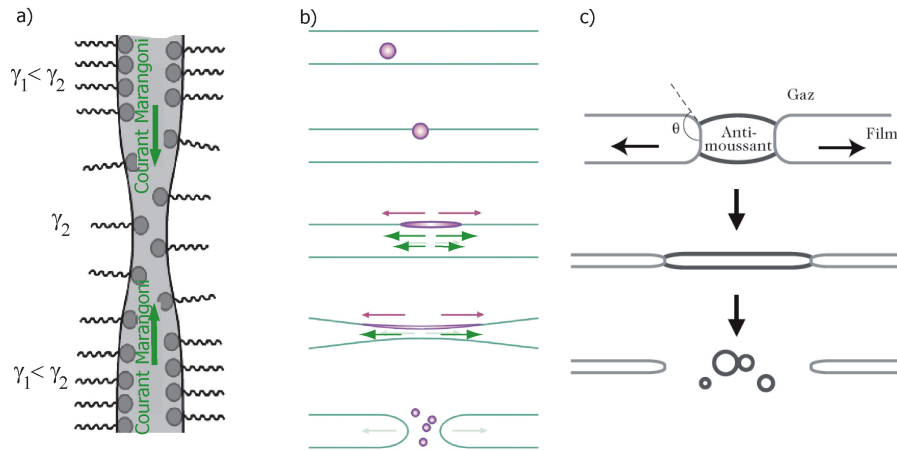 a)
γ₁< γ₂
Courant Marangoni
γ₂
γ₁< γ₂
Courant Marangoni
b)
c)
Gaz
θ
Anti-
moussant
Film